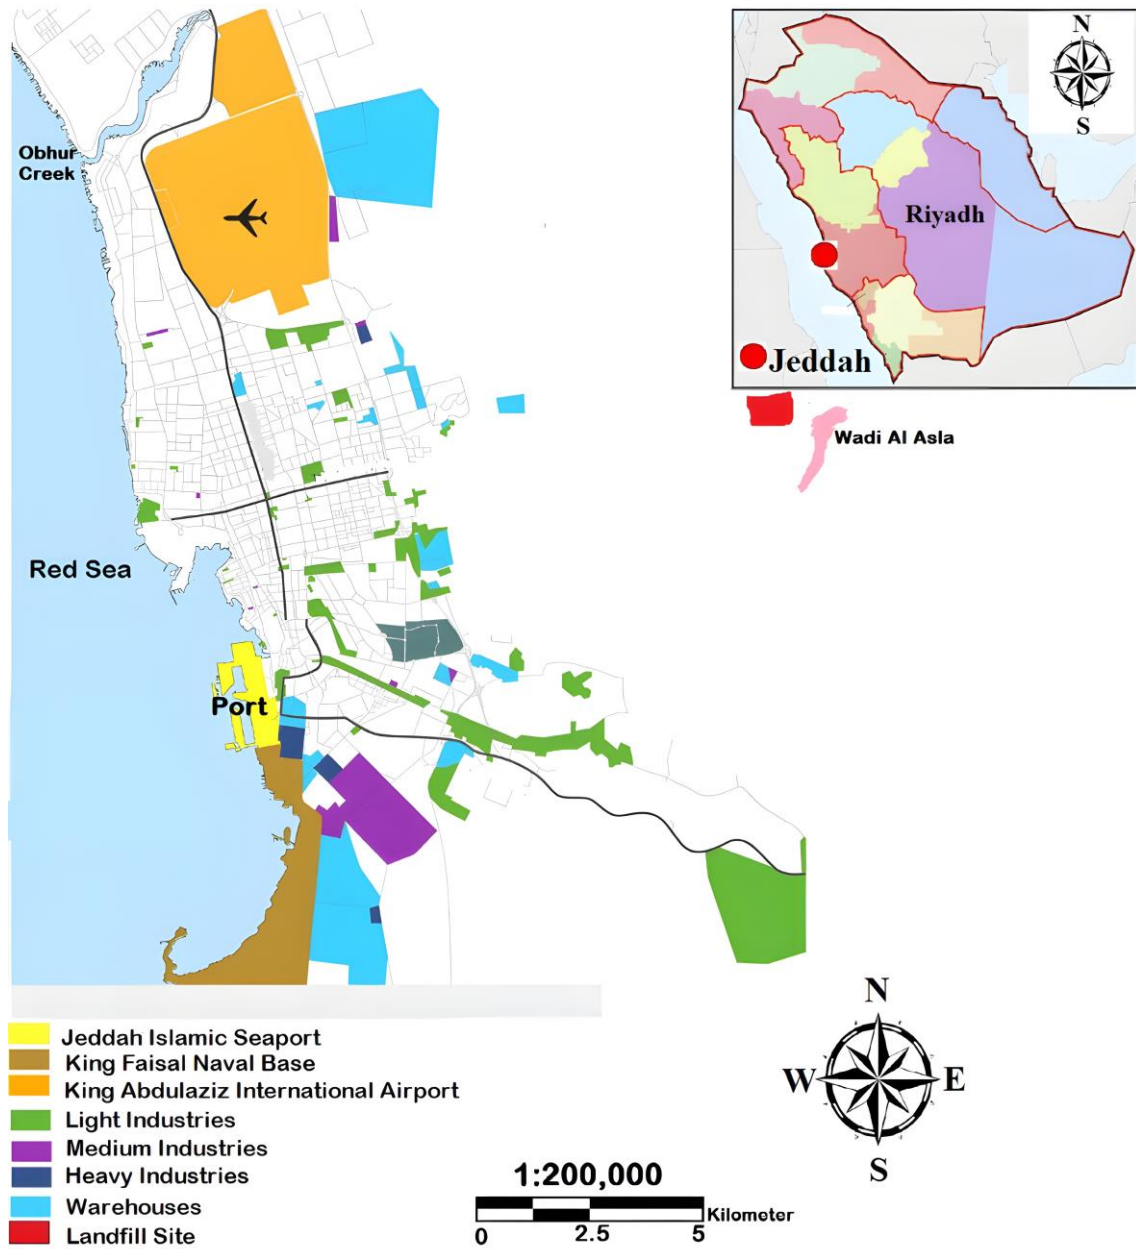 N
S
Obhur
Creek
Riyadh
Jeddah
Wadi Al Asla
Red Sea
Port
N
W
E
S
Jeddah Islamic Seaport
King Faisal Naval Base
King Abdulaziz International Airport
Light Industries
Medium Industries
Heavy Industries
Warehouses
Landfill Site
1:200,000
Kilometer
0 2.5 5